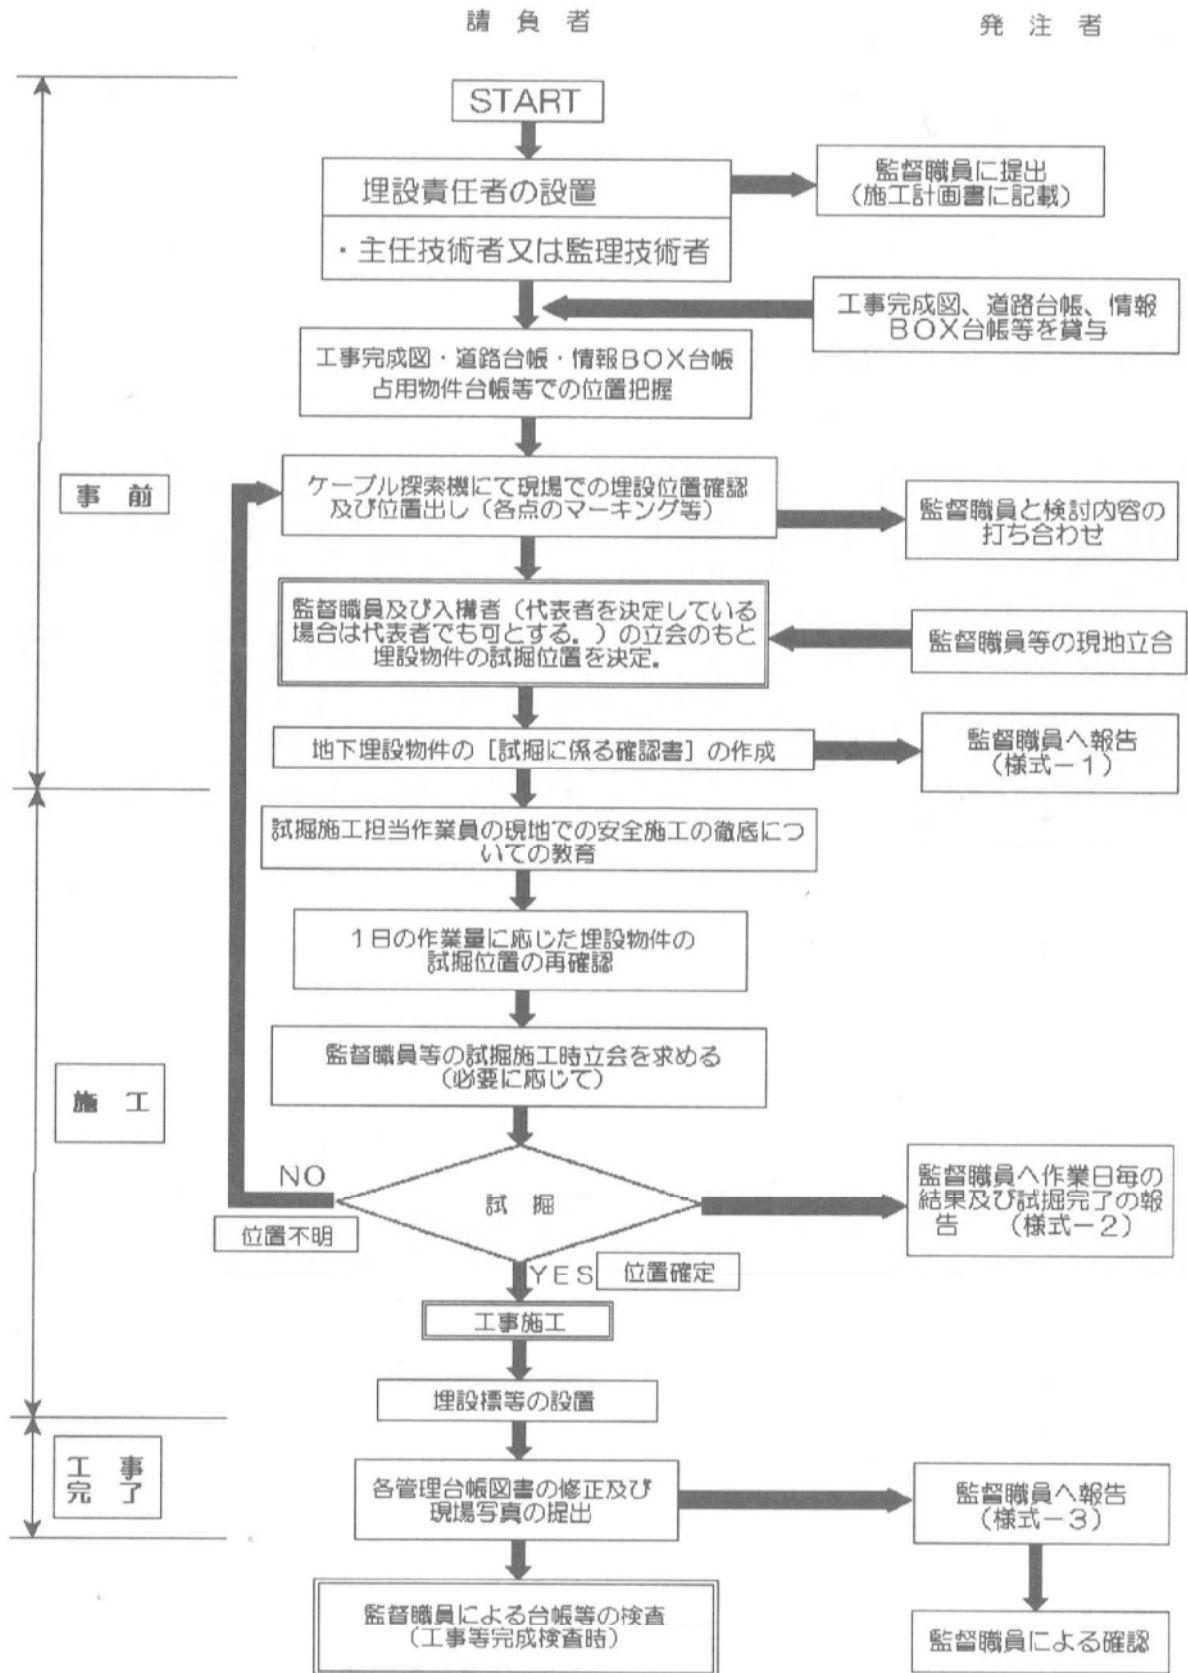 請負者
発注者
START
埋設責任者の設置
・主任技術者又は監理技術者
監督職員に提出
(施工計画書に記載)
工事完成図、道路台帳、情報
BOX台帳等を貸与
工事完成図・道路台帳・情報BOX台帳
占用物件台帳等での位置把握
事前
ケーブル探索機にて現場での埋設位置確認
及び位置出し(各点のマーキング等)
監督職員と検討内容の
打ち合わせ
監督職員及び入構者(代表者を決定している
場合は代表者でも可とする。)の立会のもと
埋設物件の試掘位置を決定。
監督職員等の現地立合
地下埋設物件の[試掘に係る確認書]の作成
監督職員へ報告
(様式-1)
試掘施工担当作業員の現地での安全施工の徹底につ
いての教育
1日の作業量に応じた埋設物件の
試掘位置の再確認
監督職員等の試掘施工時立会を求める
(必要に応じて)
施工
NO
位置不明
試掘
監督職員へ作業日毎の
結果及び試掘完了の報
告 (様式-2)
YES
位置確定
工事施工
埋設標等の設置
工事
完了
各管理台帳図書の修正及び
現場写真の提出
監督職員へ報告
(様式-3)
監督職員による台帳等の検査
(工事等完成検査時)
監督職員による確認